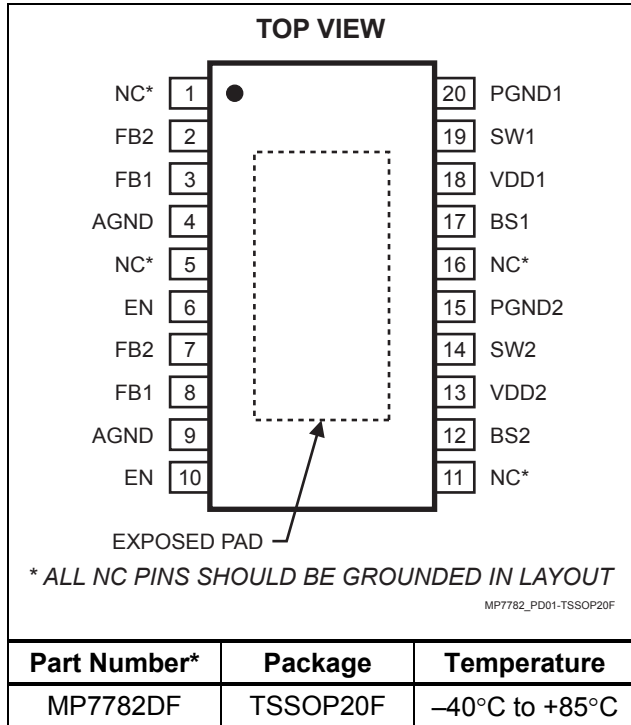 TOP VIEW
NC* 1 20 PGND1
FB2 2 19 SW1
FB1 3 18 VDD1
AGND 4 17 BS1
NC* 5 16 NC*
EN 6 15 PGND2
FB2 7 14 SW2
FB1 8 13 VDD2
AGND 9 12 BS2
EN 10 11 NC*
EXPOSED PAD
* ALL NC PINS SHOULD BE GROUNDED IN LAYOUT
MP7782_PD01-TSSOP20F
Part Number* Package Temperature
MP7782DF TSSOP20F –40°C to +85°C